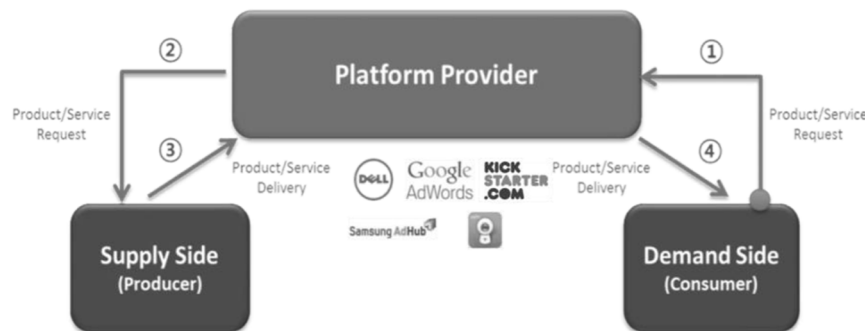 ②
①
Platform Provider
Product/Service
Request
Product/Service
Request
③
④
Product/Service
Delivery
Product/Service
Delivery
DELL
Google
AdWords
KICK
STARTER
.COM
Samsung AdHub
Supply Side
(Producer)
Demand Side
(Consumer)